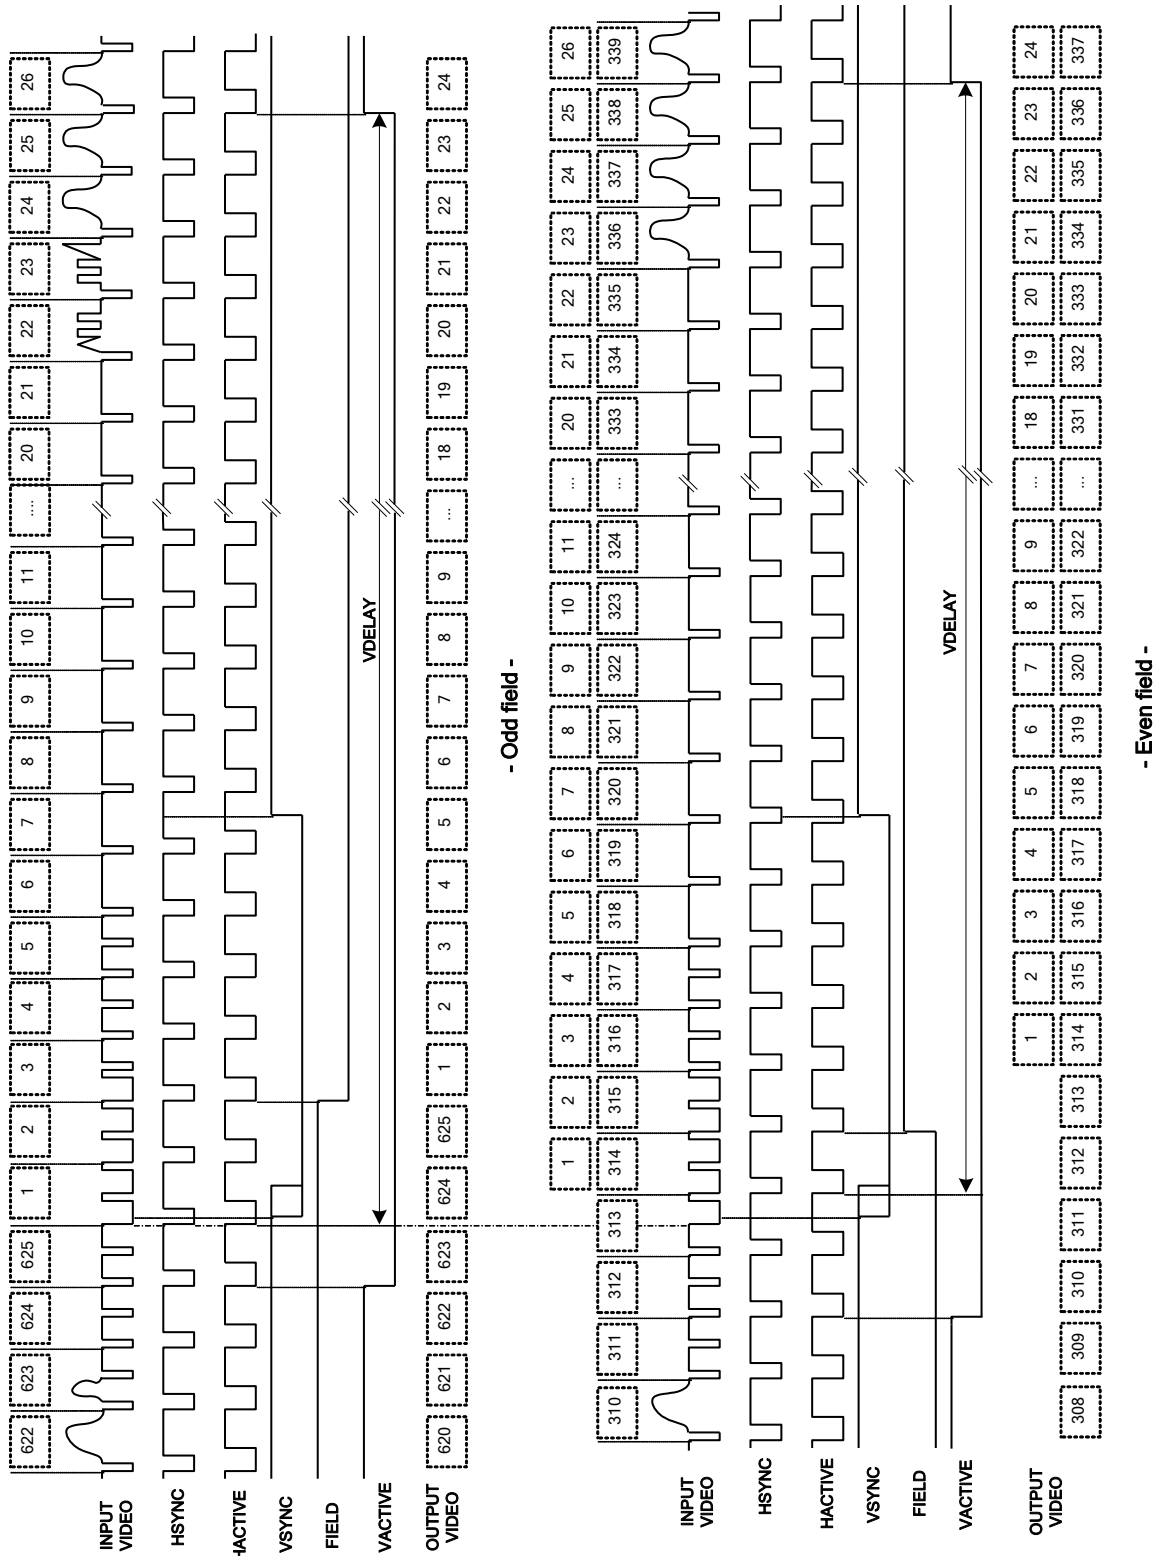 622 623 624 625 1 2 3 4 5 6 7 8 9 10 11 .... 20 21 22 23 24 25 26
INPUT
VIDEO
HSYNC
HACTIVE
VSYNC
FIELD
VACTIVE
VDELAY
OUTPUT
VIDEO
620 621 622 623 624 625 1 2 3 4 5 6 7 8 9 ... 18 19 20 21 22 23 24
- Odd field -
1 2 3 4 5 6 7 8 9 10 11 ... 20 21 22 23 24 25 26
310 311 312 313 314 315 316 317 318 319 320 321 322 323 324 ... 333 334 335 336 337 338 339
INPUT
VIDEO
HSYNC
HACTIVE
VSYNC
FIELD
VACTIVE
VDELAY
OUTPUT
VIDEO
1 2 3 4 5 6 7 8 9 ... 18 19 20 21 22 23 24
308 309 310 311 312 313 314 315 316 317 318 319 320 321 322 ... 331 332 333 334 335 336 337
- Even field -